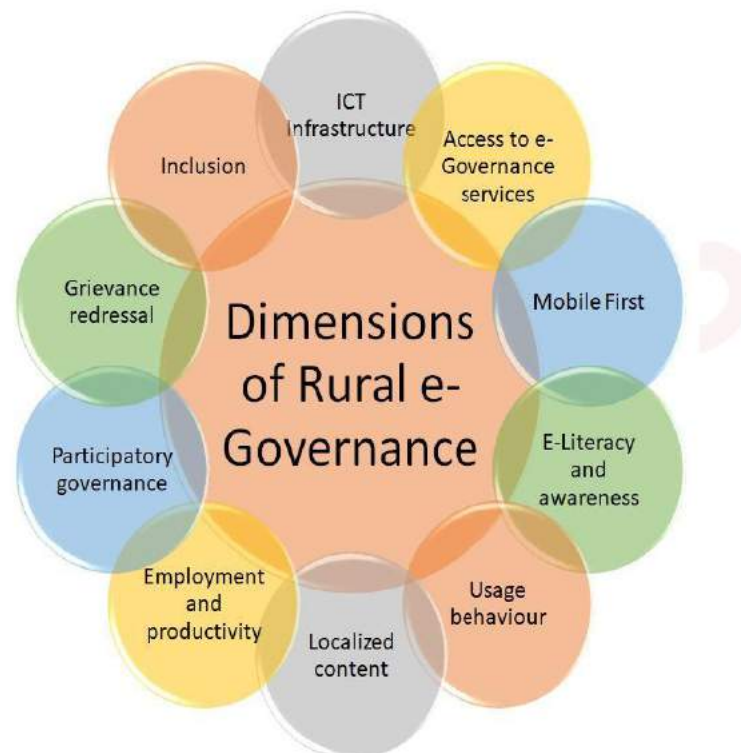 ICT
Infrastructure
Access to e-
Governance
services
Mobile First
E-Literacy
and
awareness
Usage
behaviour
Localized
content
Employment
and
productivity
Participatory
governance
Grievance
redressal
Inclusion
Dimensions
of Rural e-
Governance